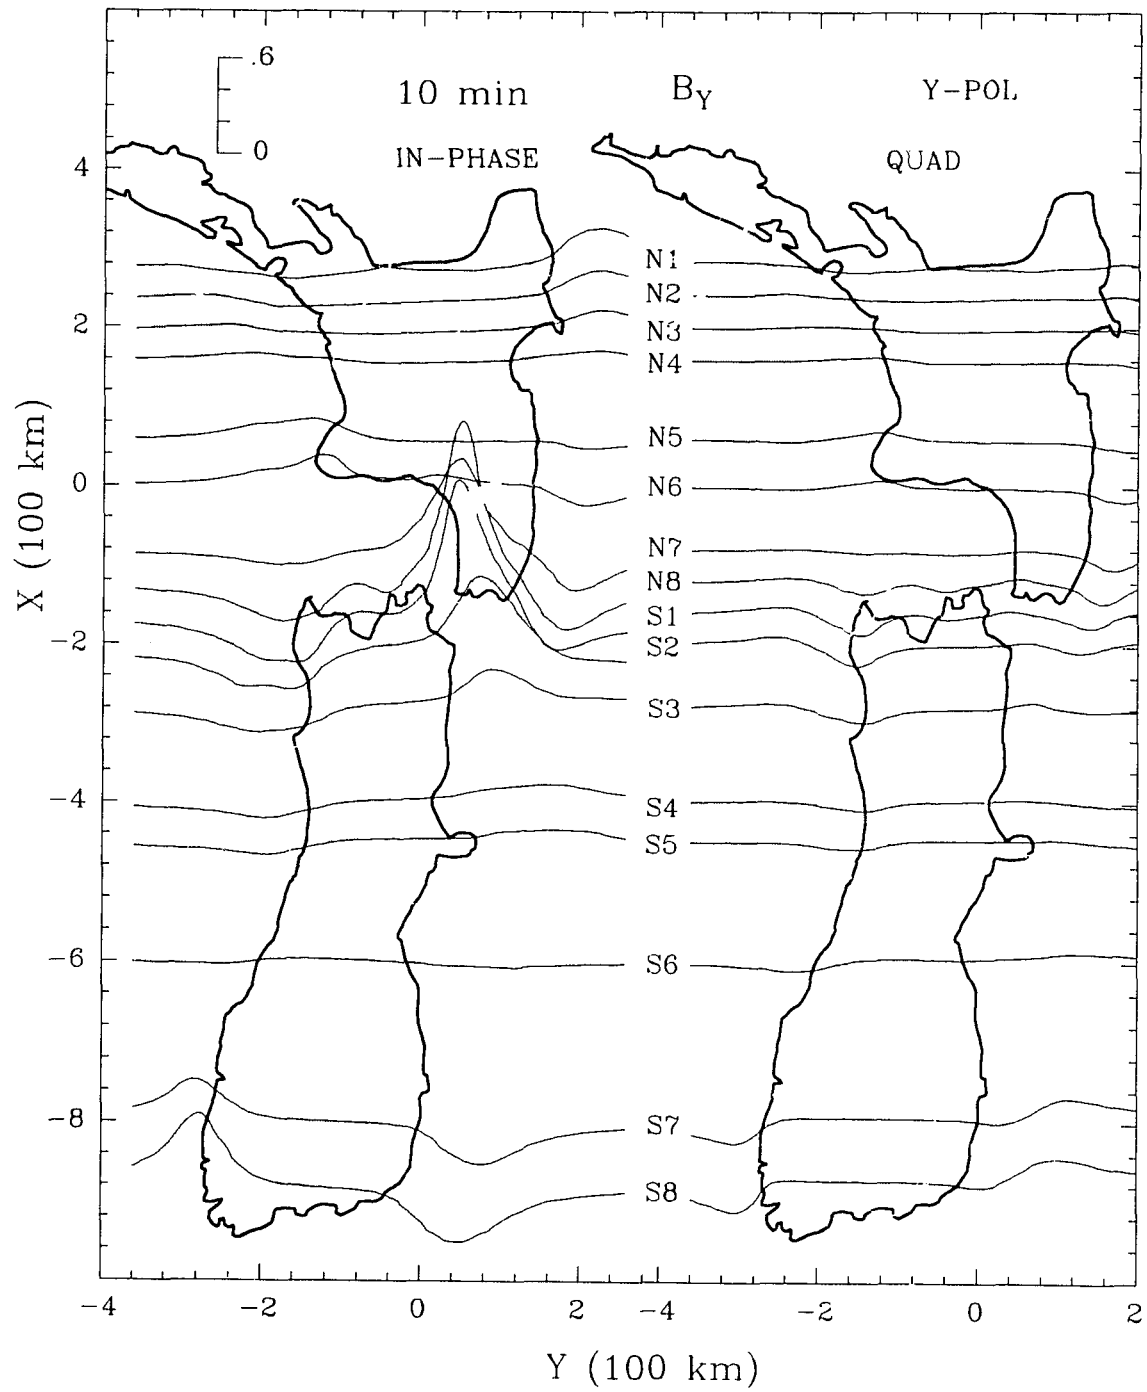 .6
10 min BY Y-POL
0
IN-PHASE QUAD
4
N1
N2
2
N3
N4
N5
0
N6
N7
N8
S1
-2
S2
S3
-4
S4
S5
-6
S6
-8
S7
S8
-4 -2 0 2 -4 -2 0 2
X (100 km)
Y (100 km)